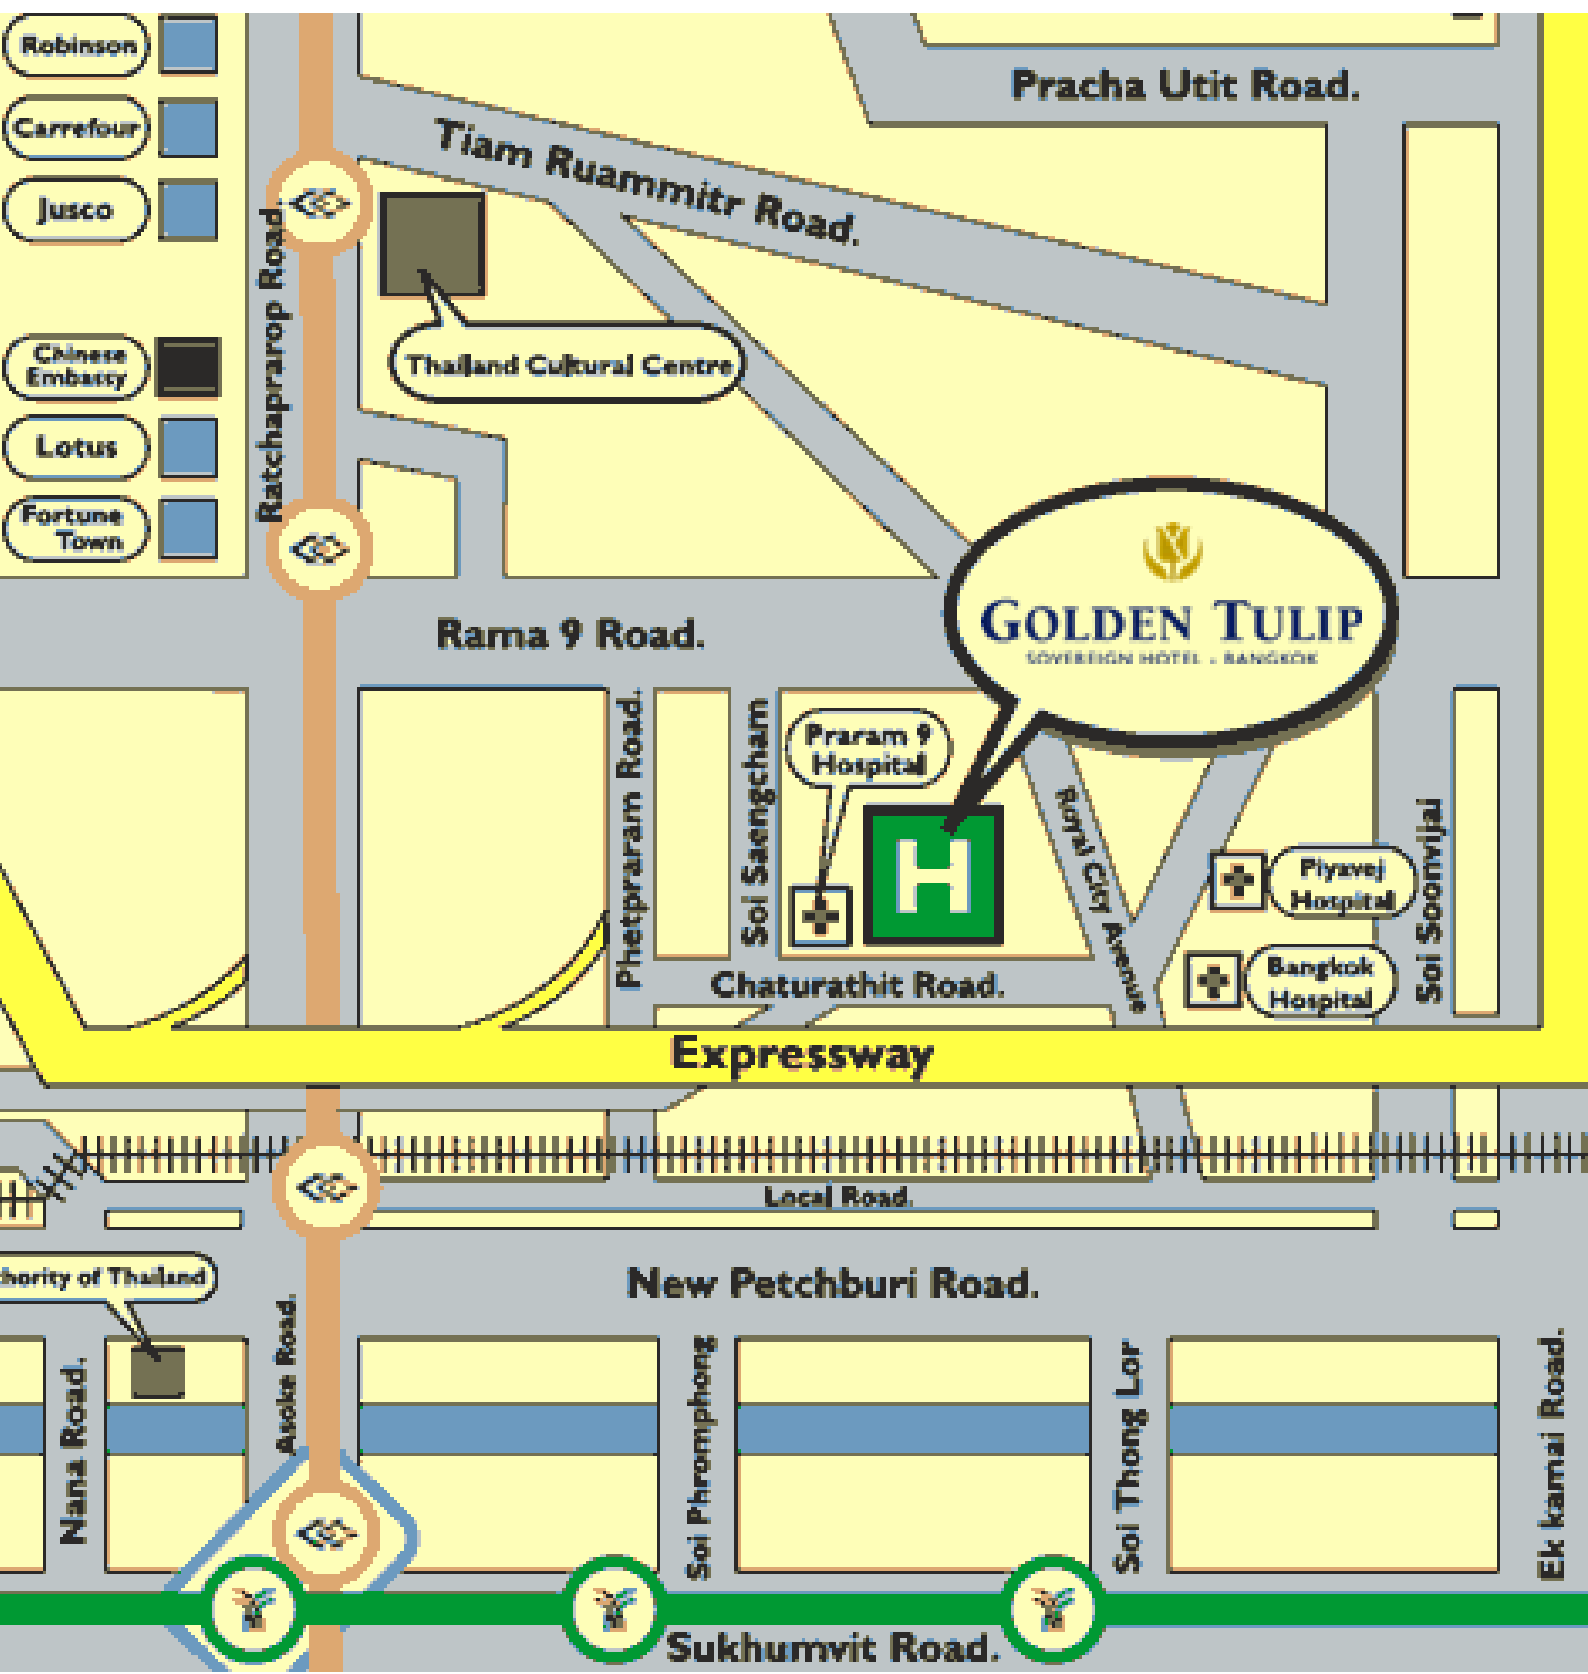 Robinson
Pracha Utit Road.
Carrefour
Tiam Ruammitr Road.
Jusco
Ratchaprarop Road
Chinese
Embassy
Thailand Cultural Centre
Lotus
Fortune
Town
GOLDEN TULIP
SOVEREIGN HOTEL - BANGKOK
Rama 9 Road.
Phetpraram Road.
Soi Saengcham
Praram 9
Hospital
H
Royal City Avenue
Piyavej
Hospital
Soi Soonvijai
Bangkok
Hospital
Chaturathit Road.
Expressway
Local Road.
hority of Thailand
New Petchburi Road.
Nana Road.
Asoke Road.
Soi Phromphong
Soi Thong Lor
Ek kamai Road.
Sukhumvit Road.